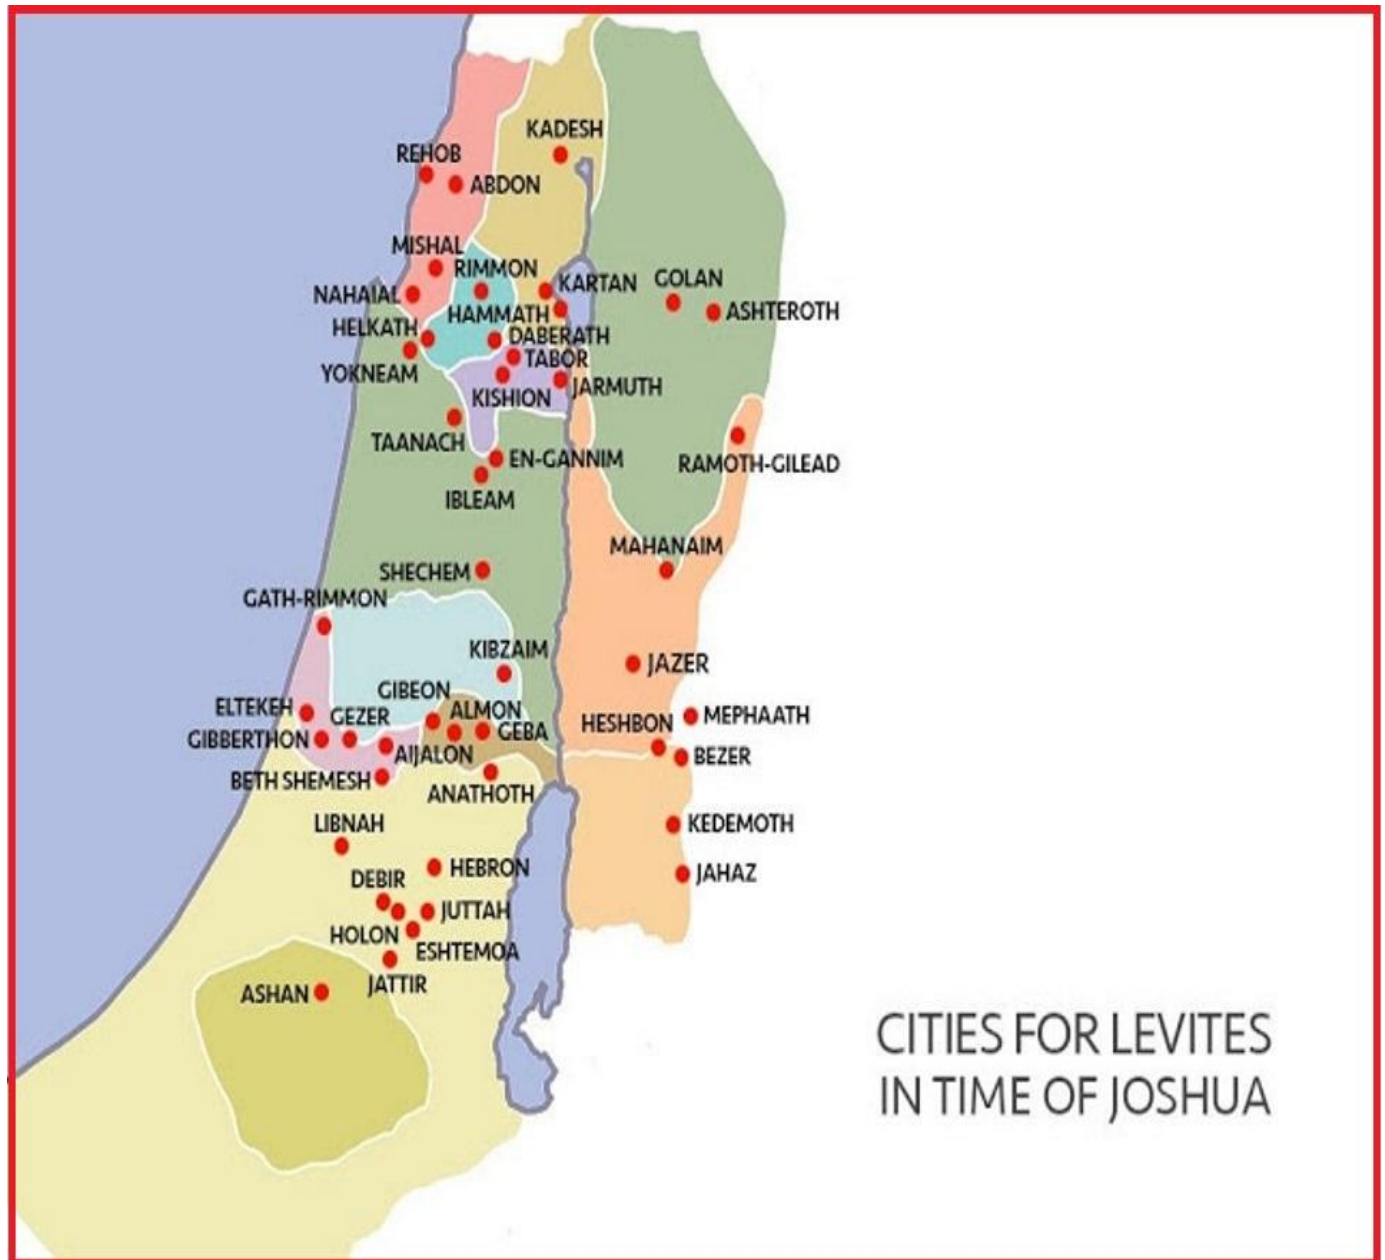 KADESH
REHOB
ABDON
MISHAL
RIMMON
KARTAN
GOLAN
NAHAIAL
HAMMATH
ASHTEROTH
HELKATH
DABERATH
TABOR
YOKNEAM
KISHION
JARMUTH
TAANACH
EN-GANNIM
RAMOTH-GILEAD
IBLEAM
MAHANAIM
SHECHEM
GATH-RIMMON
KIBZAIM
JAZER
GIBEON
ELTEKEH
GEZER
ALMON
HESHBON
MEPHAATH
GIBBERTHON
GEBA
AIJALON
BEZER
BETH SHEMESH
ANATHOTH
LIBNAH
KEDEMOTH
HEBRON
JAHAZ
DEBIR
JUTTAH
HOLON
ESHTEMOA
JATTIR
ASHAN
CITIES FOR LEVITES
IN TIME OF JOSHUA